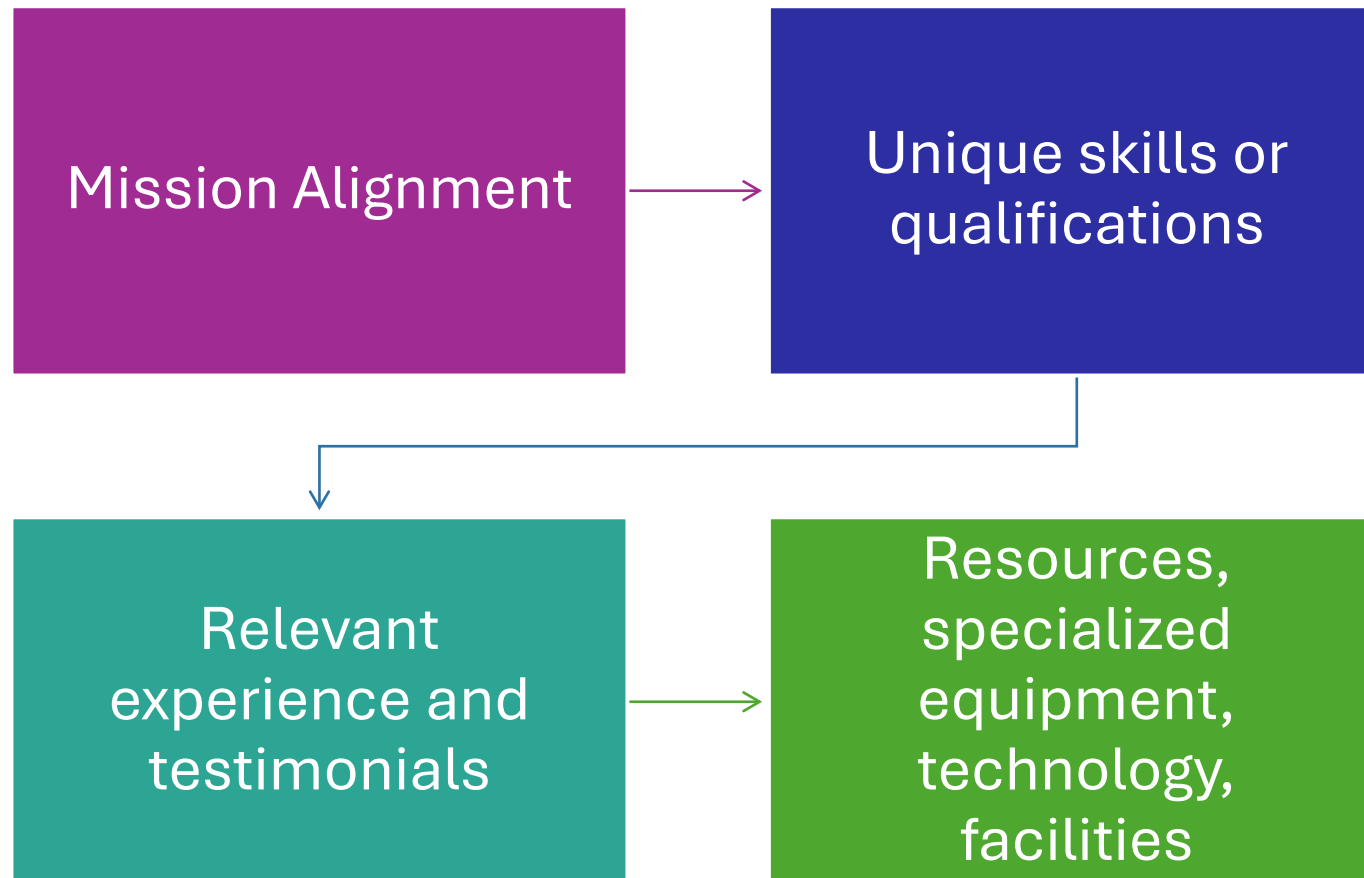 Mission Alignment
Unique skills or
qualifications
Relevant
experience and
testimonials
Resources,
specialized
equipment,
technology,
facilities